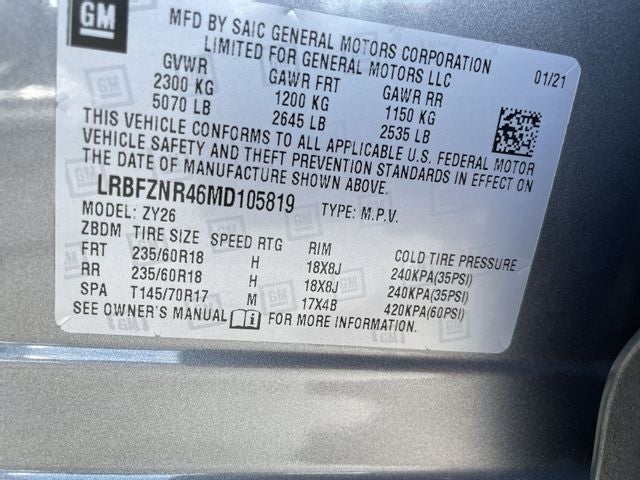 GM
MFD BY SAIC GENERAL MOTORS CORPORATION
LIMITED FOR GENERAL MOTORS LLC
01/21
GVWR GAWR FRT GAWR RR
2300 KG 1200 KG 1150 KG
5070 LB 2645 LB 2535 LB
THIS VEHICLE CONFORMS TO ALL APPLICABLE U.S. FEDERAL MOTOR
VEHICLE SAFETY AND THEFT PREVENTION STANDARDS IN EFFECT ON
THE DATE OF MANUFACTURE SHOWN ABOVE.
LRBFZNR46MD105819 TYPE: M.P.V.
MODEL: ZY26
ZBDM TIRE SIZE SPEED RTG RIM COLD TIRE PRESSURE
FRT 235/60R18 H 18X8J 240KPA(35PSI)
RR 235/60R18 H 18X8J 240KPA(35PSI)
SPA T145/70R17 M 17X4B 420KPA(60PSI)
SEE OWNER'S MANUAL i FOR MORE INFORMATION.